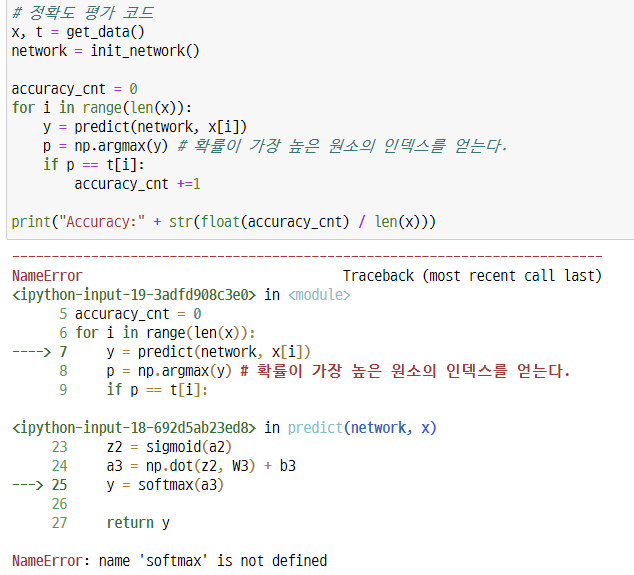 # 정확도 평가 코드
x, t = get_data()
network = init_network()
accuracy_cnt = 0
for i in range(len(x)):
    y = predict(network, x[i])
    p = np.argmax(y) # 확률이 가장 높은 원소의 인덱스를 얻는다.
    if p == t[i]:
        accuracy_cnt +=1
print("Accuracy:" + str(float(accuracy_cnt) / len(x)))
---------------------------------------------------------------------------
NameError                                 Traceback (most recent call last)
<ipython-input-19-3adfd908c3e0> in <module>
      5 accuracy_cnt = 0
      6 for i in range(len(x)):
----> 7     y = predict(network, x[i])
      8     p = np.argmax(y) # 확률이 가장 높은 원소의 인덱스를 얻는다.
      9     if p == t[i]:
<ipython-input-18-692d5ab23ed8> in predict(network, x)
     23     z2 = sigmoid(a2)
     24     a3 = np.dot(z2, W3) + b3
---> 25     y = softmax(a3)
     26
     27     return y
NameError: name 'softmax' is not defined